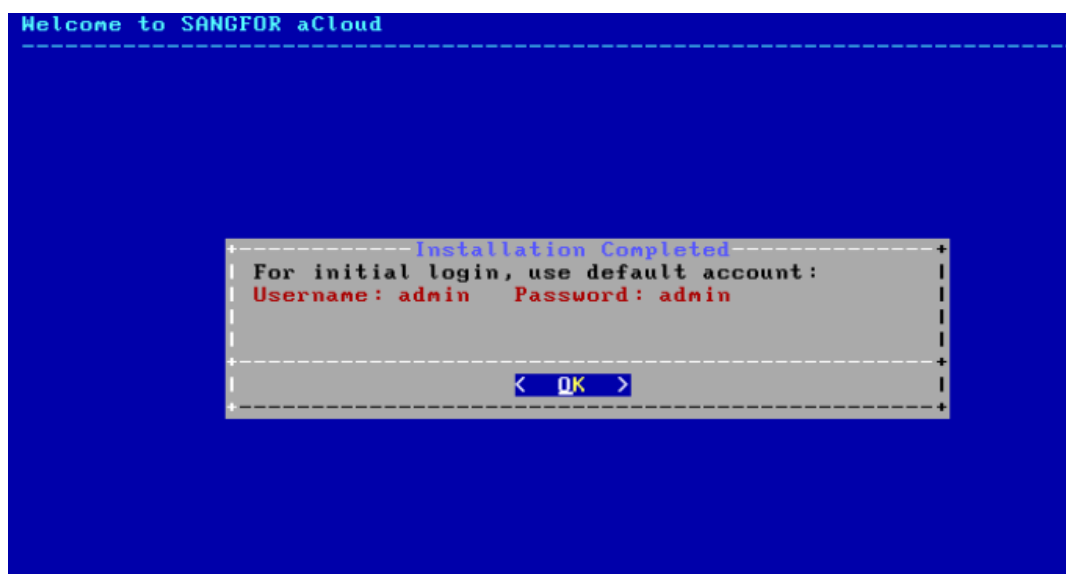 Welcome to SANGFOR aCloud
Installation Completed
For initial login, use default account:
Username: admin Password: admin
< OK >